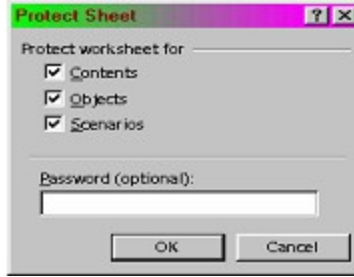 Protect Sheet
Protect worksheet for
Contents
Objects
Scenarios
Password (optional):
OK Cancel